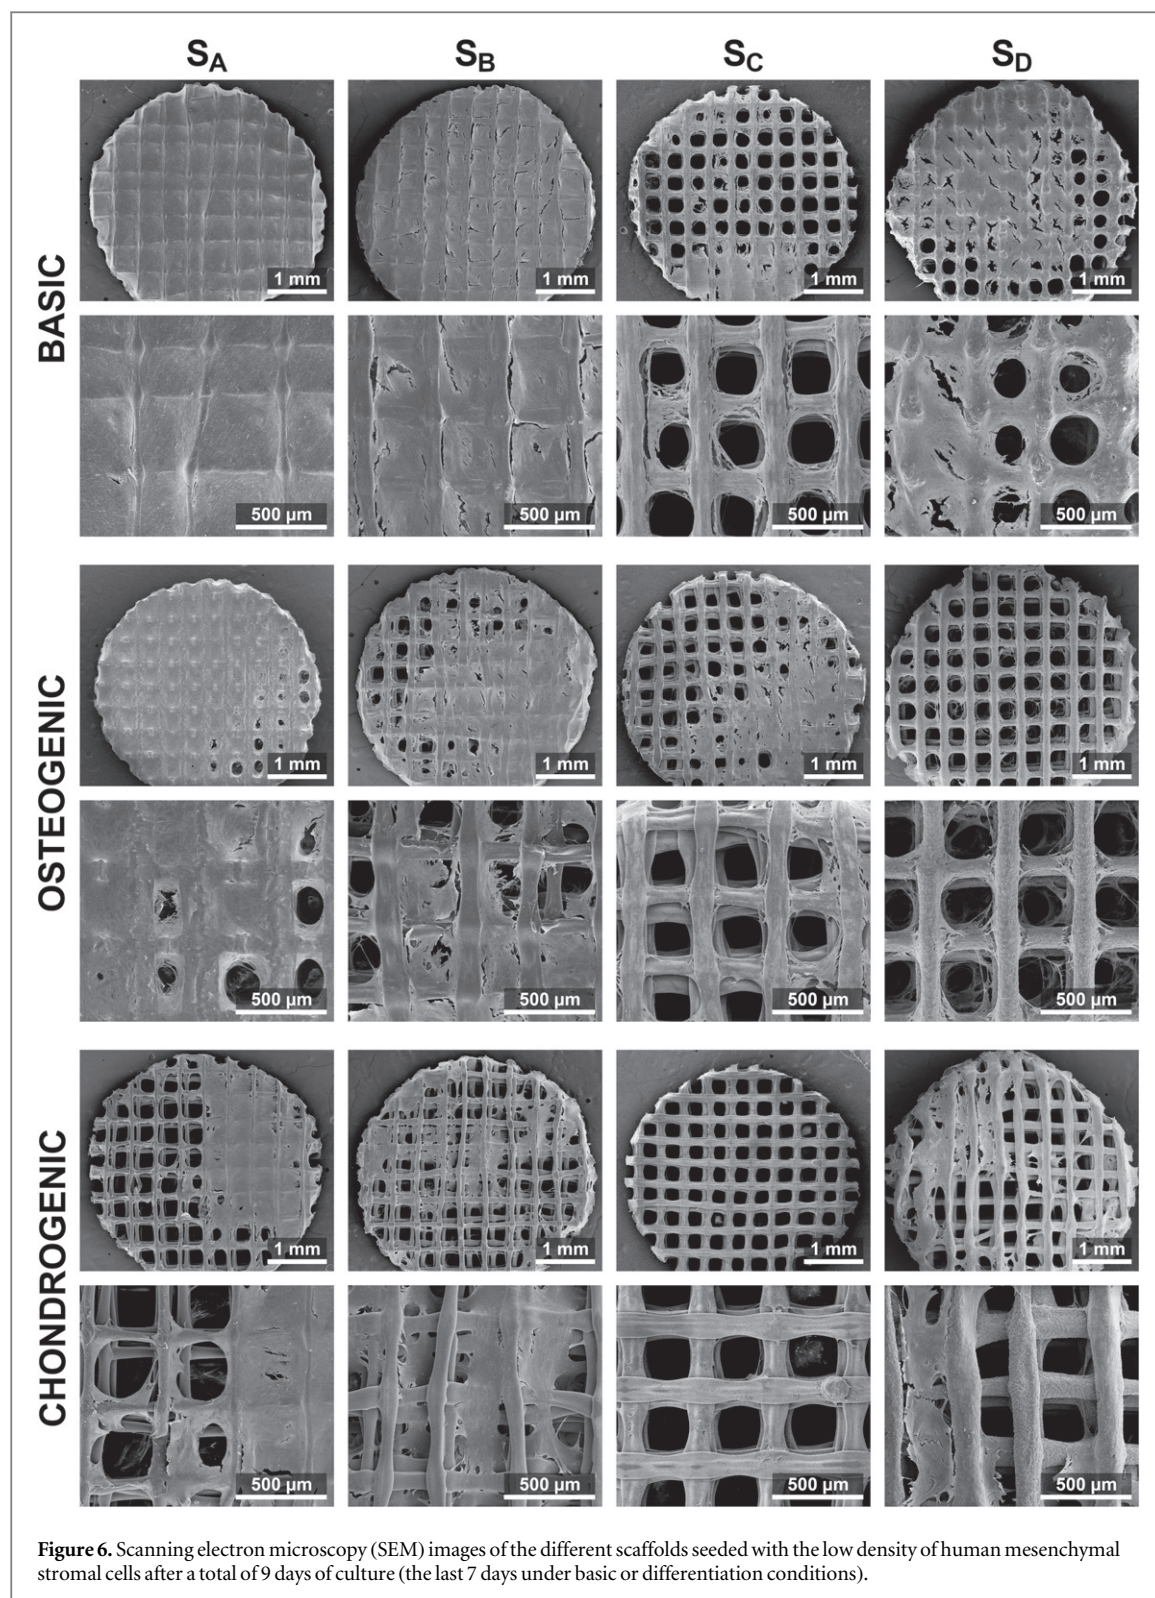 S_A S_B S_C S_D
BASIC
1 mm 1 mm 1 mm 1 mm
500 µm 500 µm 500 µm 500 µm
OSTEOGENIC
1 mm 1 mm 1 mm 1 mm
500 µm 500 µm 500 µm 500 µm
CHONDROGENIC
1 mm 1 mm 1 mm 1 mm
500 µm 500 µm 500 µm 500 µm
Figure 6. Scanning electron microscopy (SEM) images of the different scaffolds seeded with the low density of human mesenchymal
stromal cells after a total of 9 days of culture (the last 7 days under basic or differentiation conditions).